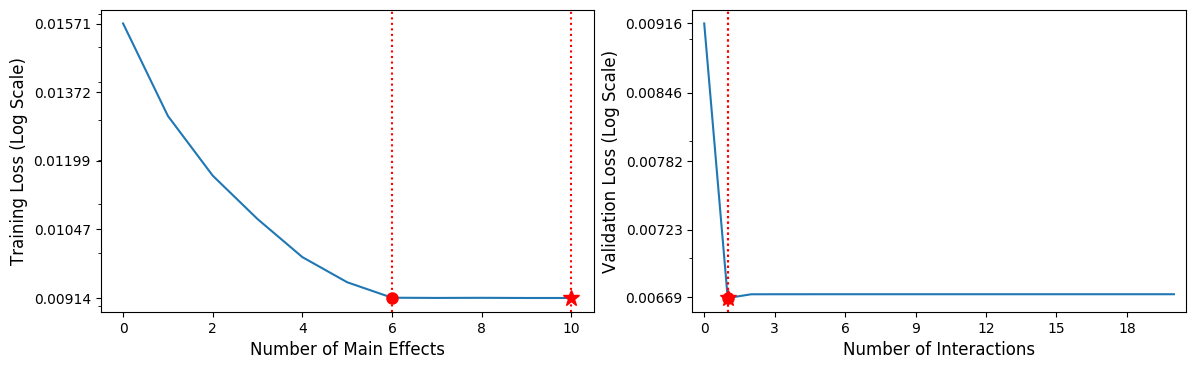 Training Loss (Log Scale)
0.01571
0.01372
0.01199
0.01047
0.00914
0 2 4 6 8 10
Number of Main Effects
Validation Loss (Log Scale)
0.00916
0.00846
0.00782
0.00723
0.00669
0 3 6 9 12 15 18
Number of Interactions